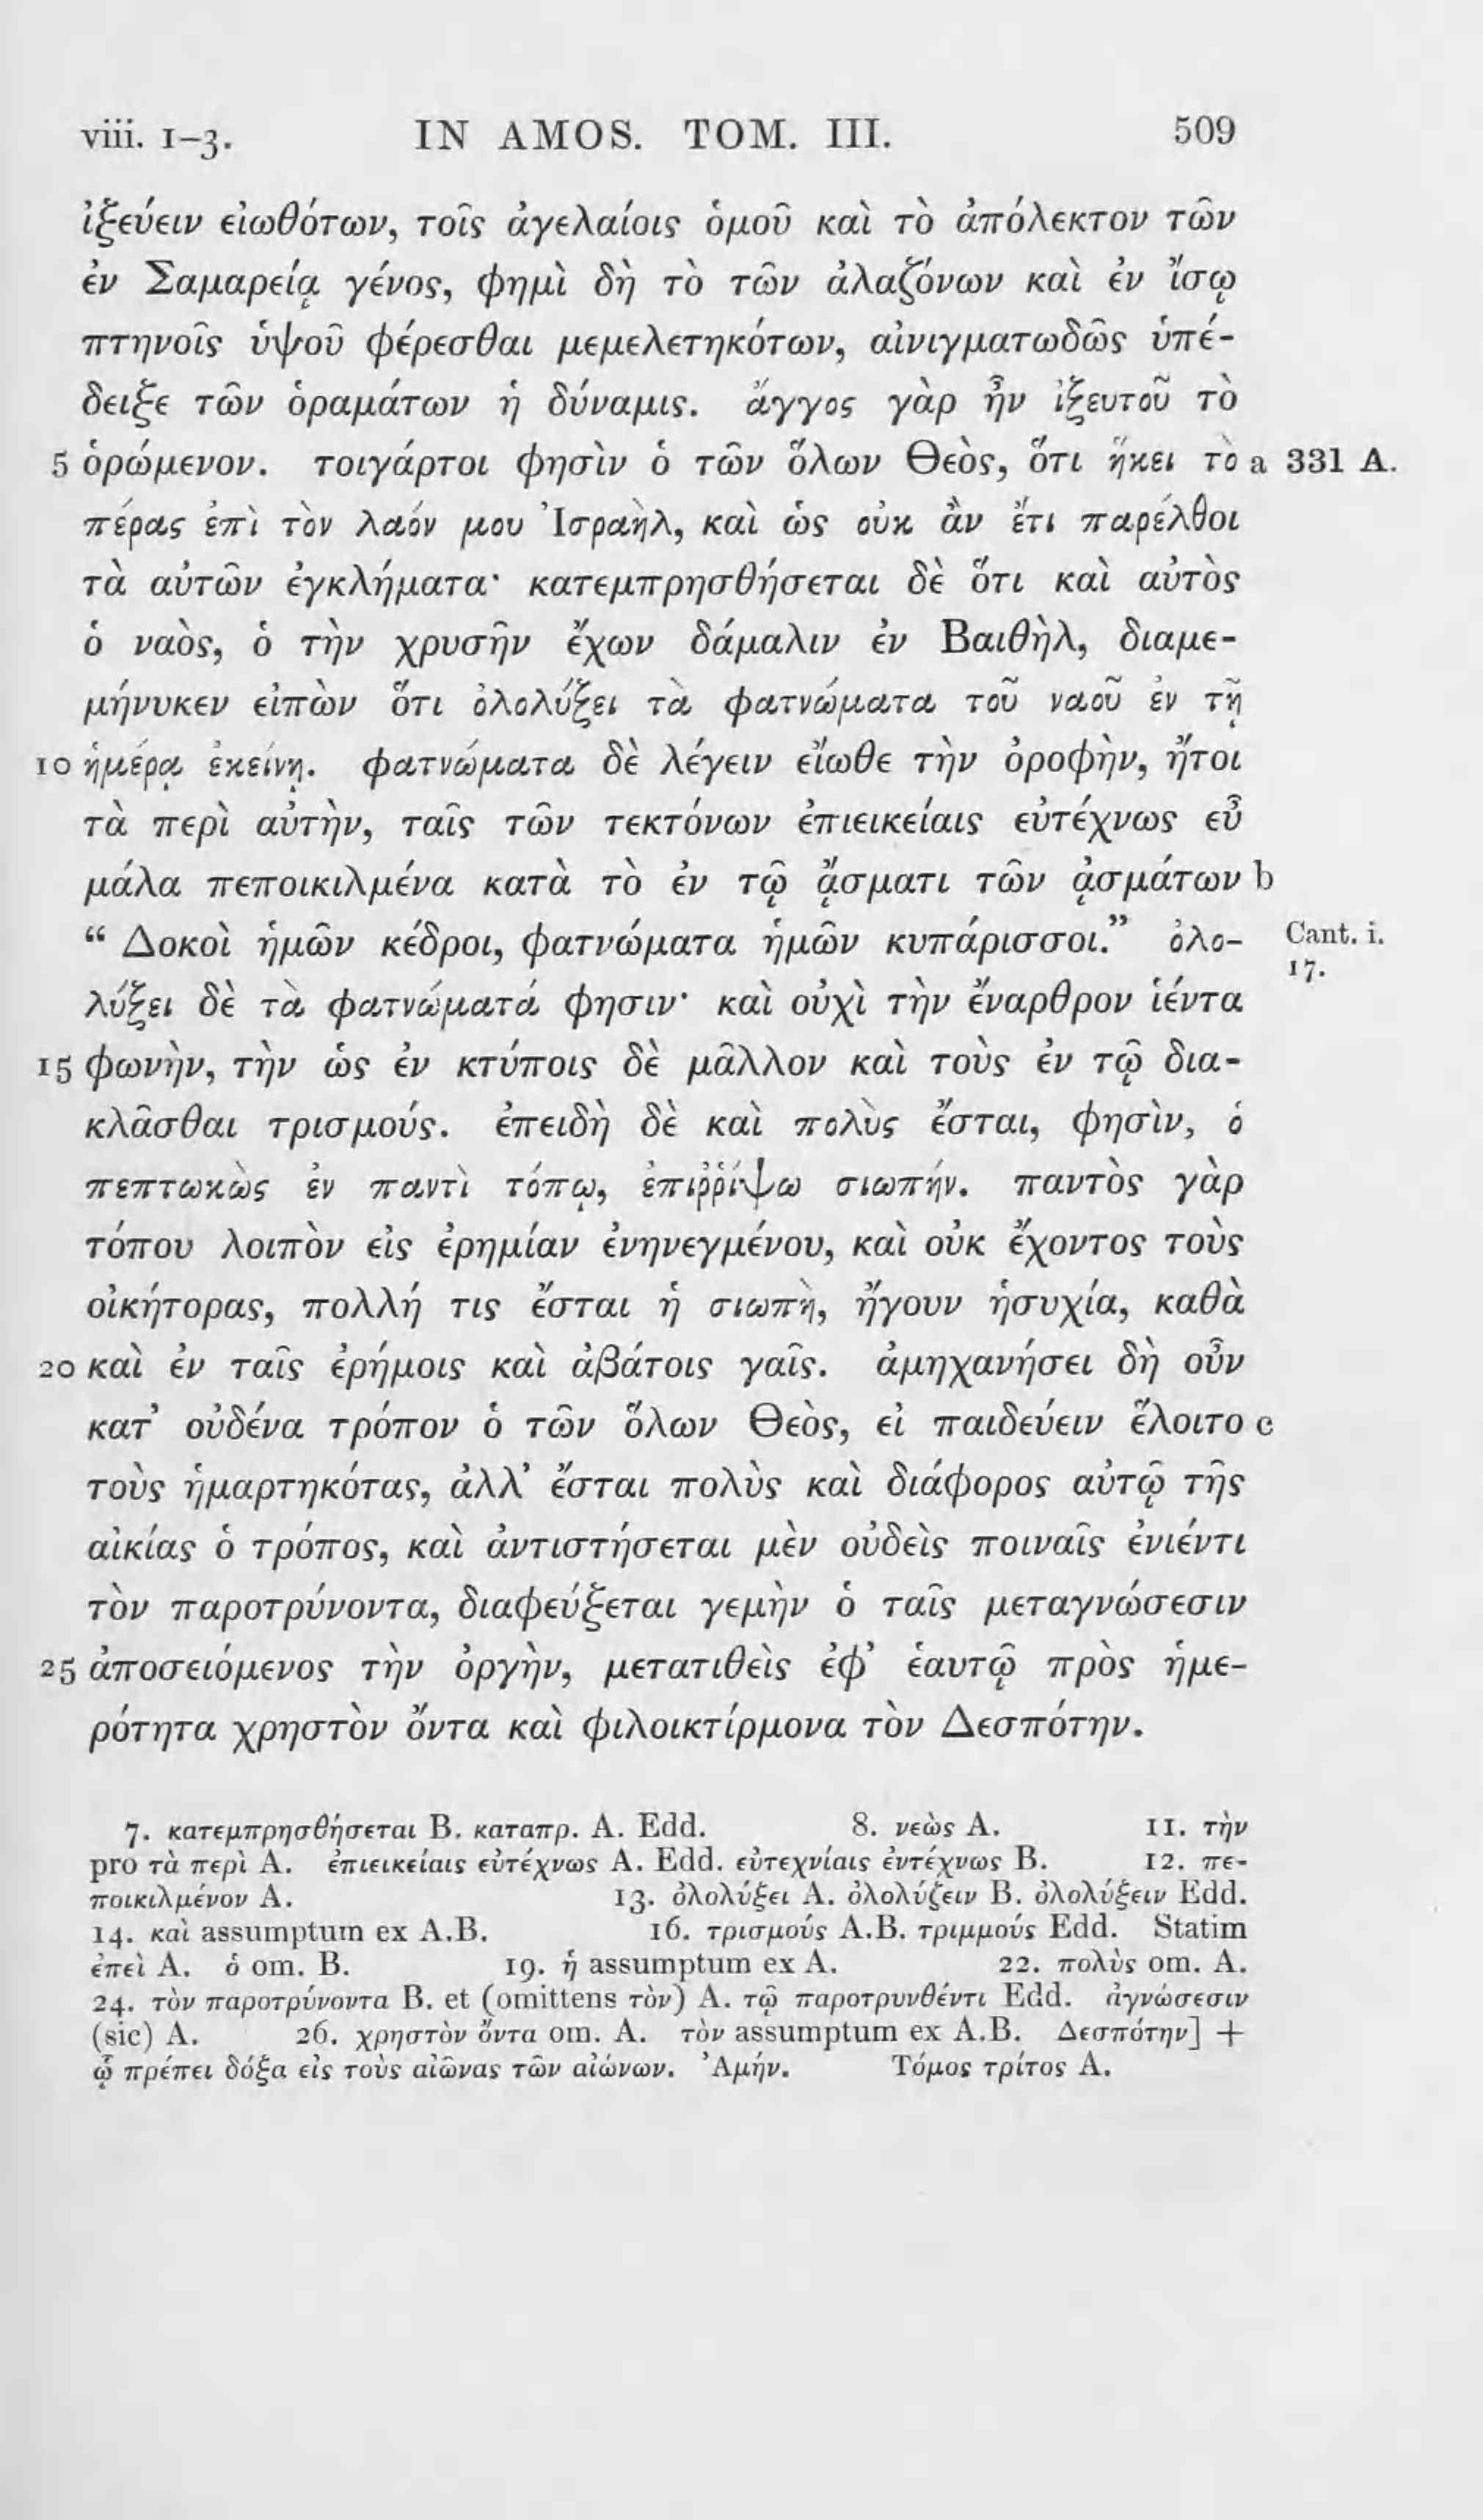 viii. 1-3. IN AMOS. TOM. III. 509
ἰξεύειν εἰωθότων, τοῖς ἀγελαίοις ὁμοῦ καὶ τὸ ἀπόλεκτον τῶν
ἐν Σαμαρείᾳ γένος, φημὶ δὴ τὸ τῶν ἀλαζόνων καὶ ἐν ἴσῳ
πτηνοῖς ὑψοῦ φέρεσθαι μεμελετηκότων, αἰνιγματωδῶς ὑπέ-
δειξε τῶν ὁραμάτων ἡ δύναμις. ἄγγος γὰρ ἦν ἰξευτοῦ τὸ
5 ὁρώμενον. τοιγάρτοι φησὶν ὁ τῶν ὅλων Θεὸς, ὅτι ἥκει τὸ a 331 A.
πέρας ἐπὶ τὸν λαόν μου Ἰσραὴλ, καὶ ὡς οὐκ ἂν ἔτι παρέλθοι
τὰ αὐτῶν ἐγκλήματα· κατεμπρησθήσεται δὲ ὅτι καὶ αὐτὸς
ὁ ναὸς, ὁ τὴν χρυσῆν ἔχων δάμαλιν ἐν Βαιθὴλ, διαμε-
μήνυκεν εἰπὼν ὅτι ὀλολύξει τὰ φατνώματα τοῦ ναοῦ ἐν τῇ
10 ἡμέρᾳ ἐκείνῃ. φατνώματα δὲ λέγειν εἴωθε τὴν ὀροφὴν, ἤτοι
τὰ περὶ αὐτὴν, ταῖς τῶν τεκτόνων ἐπιεικείαις εὐτέχνως εὖ
μάλα πεποικιλμένα κατὰ τὸ ἐν τῷ ᾄσματι τῶν ᾀσμάτων b
“ Δοκοὶ ἡμῶν κέδροι, φατνώματα ἡμῶν κυπάρισσοι.” ὀλο- Cant. i.
17.
λύξει δὲ τὰ φατνώματά φησιν· καὶ οὐχὶ τὴν ἔναρθρον ἱέντα
15 φωνὴν, τὴν ὡς ἐν κτύποις δὲ μᾶλλον καὶ τοὺς ἐν τῷ δια-
κλᾶσθαι τρισμούς. ἐπειδὴ δὲ καὶ πολὺς ἔσται, φησὶν, ὁ
πεπτωκὼς ἐν παντὶ τόπῳ, ἐπιῤῥίψω σιωπήν. παντὸς γὰρ
τόπου λοιπὸν εἰς ἐρημίαν ἐνηνεγμένου, καὶ οὐκ ἔχοντος τοὺς
οἰκήτορας, πολλή τις ἔσται ἡ σιωπὴ, ἤγουν ἡσυχία, καθὰ
20 καὶ ἐν ταῖς ἐρήμοις καὶ ἀβάτοις γαῖς. ἀμηχανήσει δὴ οὖν
κατ’ οὐδένα τρόπον ὁ τῶν ὅλων Θεὸς, εἰ παιδεύειν ἕλοιτο c
τοὺς ἡμαρτηκότας, ἀλλ’ ἔσται πολὺς καὶ διάφορος αὐτῷ τῆς
αἰκίας ὁ τρόπος, καὶ ἀντιστήσεται μὲν οὐδεὶς ποιναῖς ἐνιέντι
τὸν παροτρύνοντα, διαφεύξεται γεμὴν ὁ ταῖς μεταγνώσεσιν
25 ἀποσειόμενος τὴν ὀργὴν, μετατιθεὶς ἐφ’ ἑαυτῷ πρὸς ἡμε-
ρότητα χρηστὸν ὄντα καὶ φιλοικτίρμονα τὸν Δεσπότην.
7. κατεμπρησθήσεται B. καταπρ. A. Edd. 8. νεὼς A. 11. τὴν
pro τὰ περὶ A. ἐπιεικείαις εὐτέχνως A. Edd. εὐτεχνίαις ἐντέχνως B. 12. πε-
ποικιλμένον A. 13. ὀλολύξει A. ὀλολύζειν B. ὀλολύξειν Edd.
14. καὶ assumptum ex A.B. 16. τρισμούς A.B. τριμμούς Edd. Statim
ἐπεὶ A. ὁ om. B. 19. ἡ assumptum ex A. 22. πολὺς om. A.
24. τὸν παροτρύνοντα B. et (omittens τὸν) A. τῷ παροτρυνθέντι Edd. ἀγνώσεσιν
(sic) A. 26. χρηστὸν ὄντα om. A. τὸν assumptum ex A.B. Δεσπότην] +
ᾧ πρέπει δόξα εἰς τοὺς αἰῶνας τῶν αἰώνων. Ἀμήν. Τόμος τρίτος A.